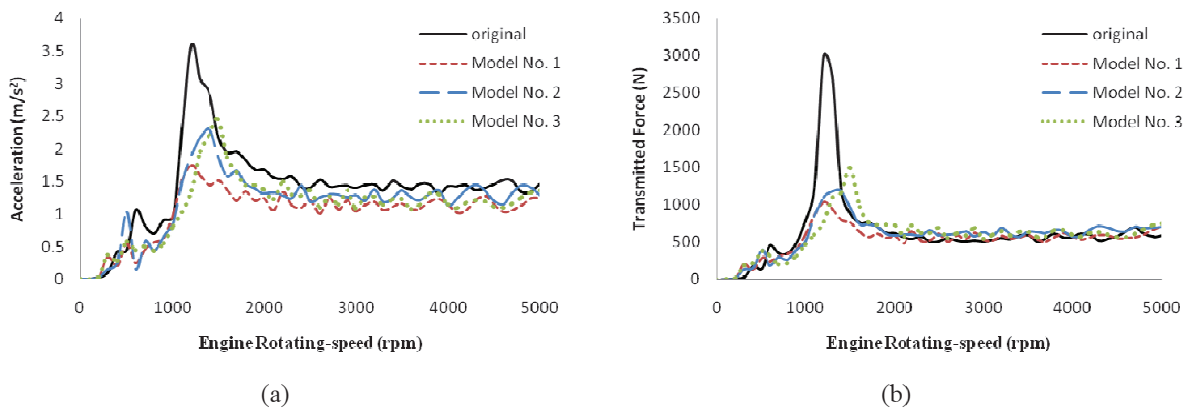 4
3.5
3
2.5
2
1.5
1
0.5
0
Acceleration (m/s²)
original
Model No. 1
Model No. 2
Model No. 3
0 1000 2000 3000 4000 5000
Engine Rotating-speed (rpm)
(a)
3500
3000
2500
2000
1500
1000
500
0
Transmitted Force (N)
original
Model No. 1
Model No. 2
Model No. 3
0 1000 2000 3000 4000 5000
Engine Rotating-speed (rpm)
(b)